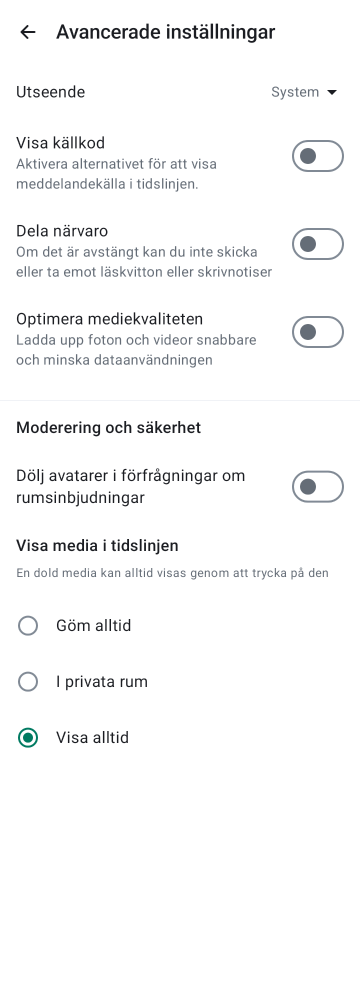 Avancerade inställningar
Utseende
System
Visa källkod
Aktivera alternativet för att visa
meddelandekälla i tidslinjen.
Dela närvaro
Om det är avstängt kan du inte skicka
eller ta emot läskvitton eller skrivnotiser
Optimera mediekvaliteten
Ladda upp foton och videor snabbare
och minska dataanvändningen
Moderering och säkerhet
Dölj avatarer i förfrågningar om
rumsinbjudningar
Visa media i tidslinjen
En dold media kan alltid visas genom att trycka på den
Göm alltid
I privata rum
Visa alltid